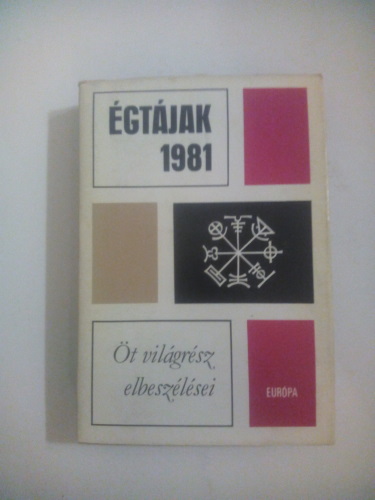 ÉGTÁJAK
1981
Öt világrész
elbeszélései
EURÓPA